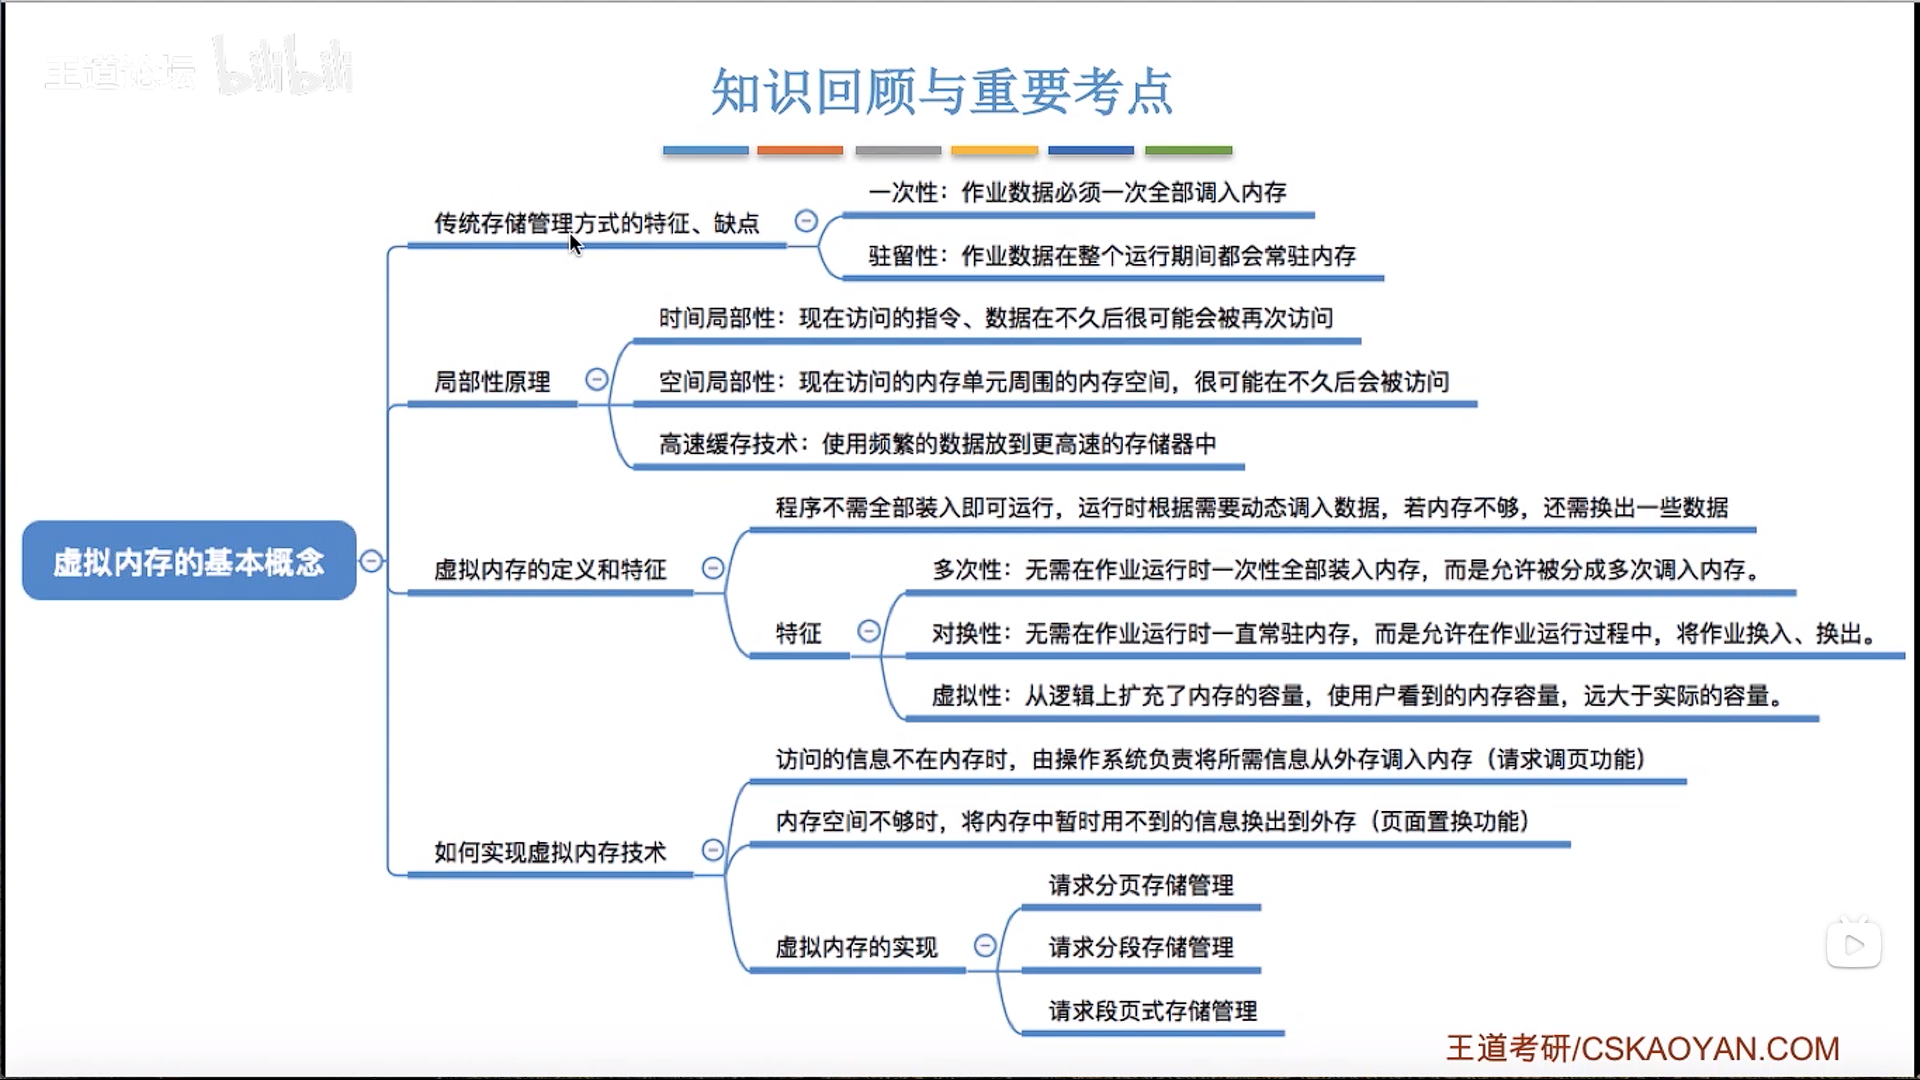 王道论坛 bilibili
知识回顾与重要考点
虚拟内存的基本概念
传统存储管理方式的特征、缺点
一次性：作业数据必须一次全部调入内存
驻留性：作业数据在整个运行期间都会常驻内存
局部性原理
时间局部性：现在访问的指令、数据在不久后很可能会被再次访问
空间局部性：现在访问的内存单元周围的内存空间，很可能在不久后会被访问
高速缓存技术：使用频繁的数据放到更高速的存储器中
虚拟内存的定义和特征
程序不需全部装入即可运行，运行时根据需要动态调入数据，若内存不够，还需换出一些数据
特征
多次性：无需在作业运行时一次性全部装入内存，而是允许被分成多次调入内存。
对换性：无需在作业运行时一直常驻内存，而是允许在作业运行过程中，将作业换入、换出。
虚拟性：从逻辑上扩充了内存的容量，使用户看到的内存容量，远大于实际的容量。
如何实现虚拟内存技术
访问的信息不在内存时，由操作系统负责将所需信息从外存调入内存（请求调页功能）
内存空间不够时，将内存中暂时用不到的信息换出到外存（页面置换功能）
虚拟内存的实现
请求分页存储管理
请求分段存储管理
请求段页式存储管理
王道考研/CSKAOYAN.COM